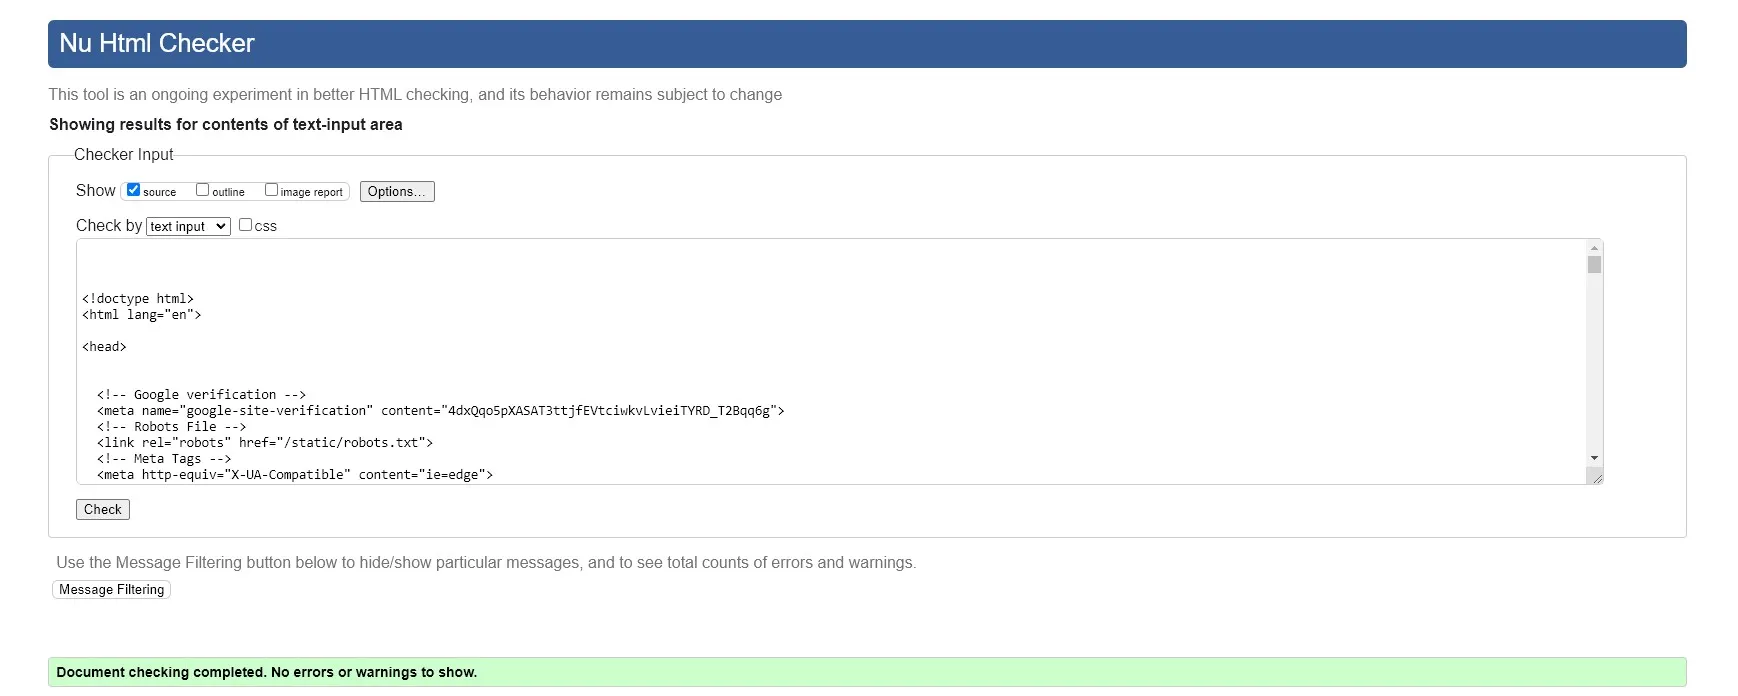 Nu Html Checker
This tool is an ongoing experiment in better HTML checking, and its behavior remains subject to change
Showing results for contents of text-input area
Checker Input
Show source outline image report Options...
Check by text input css
<!doctype html>
<html lang="en">
<head>
<!-- Google verification -->
<meta name="google-site-verification" content="4dxQqo5pXASAT3ttjfEVtciwkvLvieiTYRD_T2Bqq6g">
<!-- Robots File -->
<link rel="robots" href="/static/robots.txt">
<!-- Meta Tags -->
<meta http-equiv="X-UA-Compatible" content="ie=edge">
Check
Use the Message Filtering button below to hide/show particular messages, and to see total counts of errors and warnings.
Message Filtering
Document checking completed. No errors or warnings to show.